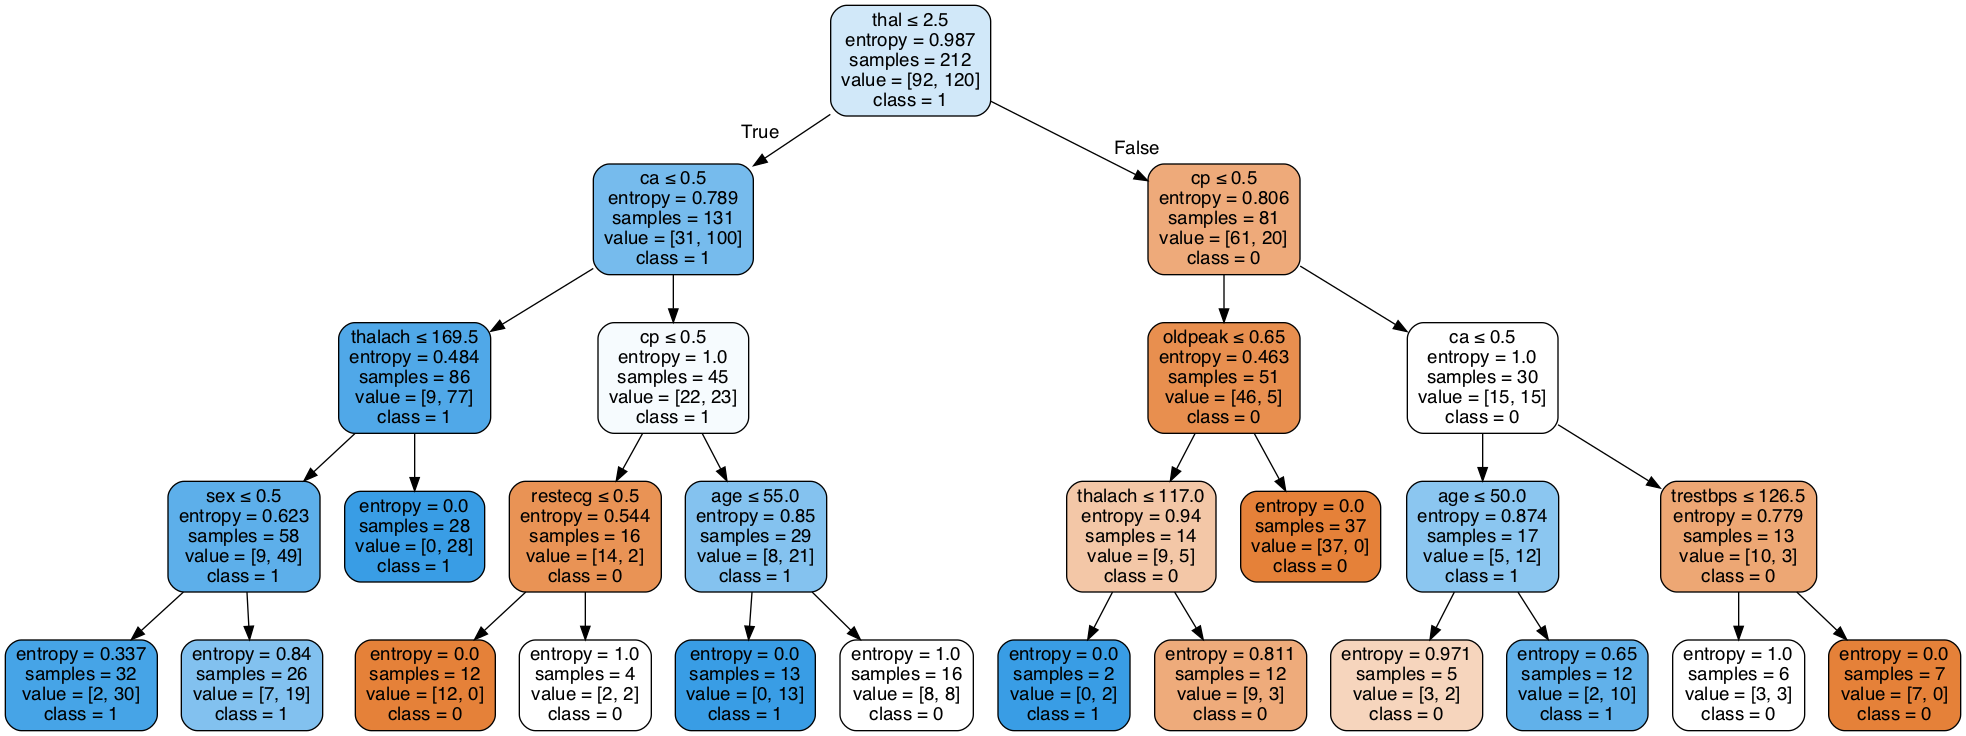 thal ≤ 2.5
entropy = 0.987
samples = 212
value = [92, 120]
class = 1
True
False
ca ≤ 0.5
entropy = 0.789
samples = 131
value = [31, 100]
class = 1
cp ≤ 0.5
entropy = 0.806
samples = 81
value = [61, 20]
class = 0
thalach ≤ 169.5
entropy = 0.484
samples = 86
value = [9, 77]
class = 1
cp ≤ 0.5
entropy = 1.0
samples = 45
value = [22, 23]
class = 1
oldpeak ≤ 0.65
entropy = 0.463
samples = 51
value = [46, 5]
class = 0
ca ≤ 0.5
entropy = 1.0
samples = 30
value = [15, 15]
class = 0
sex ≤ 0.5
entropy = 0.623
samples = 58
value = [9, 49]
class = 1
entropy = 0.0
samples = 28
value = [0, 28]
class = 1
restecg ≤ 0.5
entropy = 0.544
samples = 16
value = [14, 2]
class = 0
age ≤ 55.0
entropy = 0.85
samples = 29
value = [8, 21]
class = 1
thalach ≤ 117.0
entropy = 0.94
samples = 14
value = [9, 5]
class = 0
entropy = 0.0
samples = 37
value = [37, 0]
class = 0
age ≤ 50.0
entropy = 0.874
samples = 17
value = [5, 12]
class = 1
trestbps ≤ 126.5
entropy = 0.779
samples = 13
value = [10, 3]
class = 0
entropy = 0.337
samples = 32
value = [2, 30]
class = 1
entropy = 0.84
samples = 26
value = [7, 19]
class = 1
entropy = 0.0
samples = 12
value = [12, 0]
class = 0
entropy = 1.0
samples = 4
value = [2, 2]
class = 0
entropy = 0.0
samples = 13
value = [0, 13]
class = 1
entropy = 1.0
samples = 16
value = [8, 8]
class = 0
entropy = 0.0
samples = 2
value = [0, 2]
class = 1
entropy = 0.811
samples = 12
value = [9, 3]
class = 0
entropy = 0.971
samples = 5
value = [3, 2]
class = 0
entropy = 0.65
samples = 12
value = [2, 10]
class = 1
entropy = 1.0
samples = 6
value = [3, 3]
class = 0
entropy = 0.0
samples = 7
value = [7, 0]
class = 0